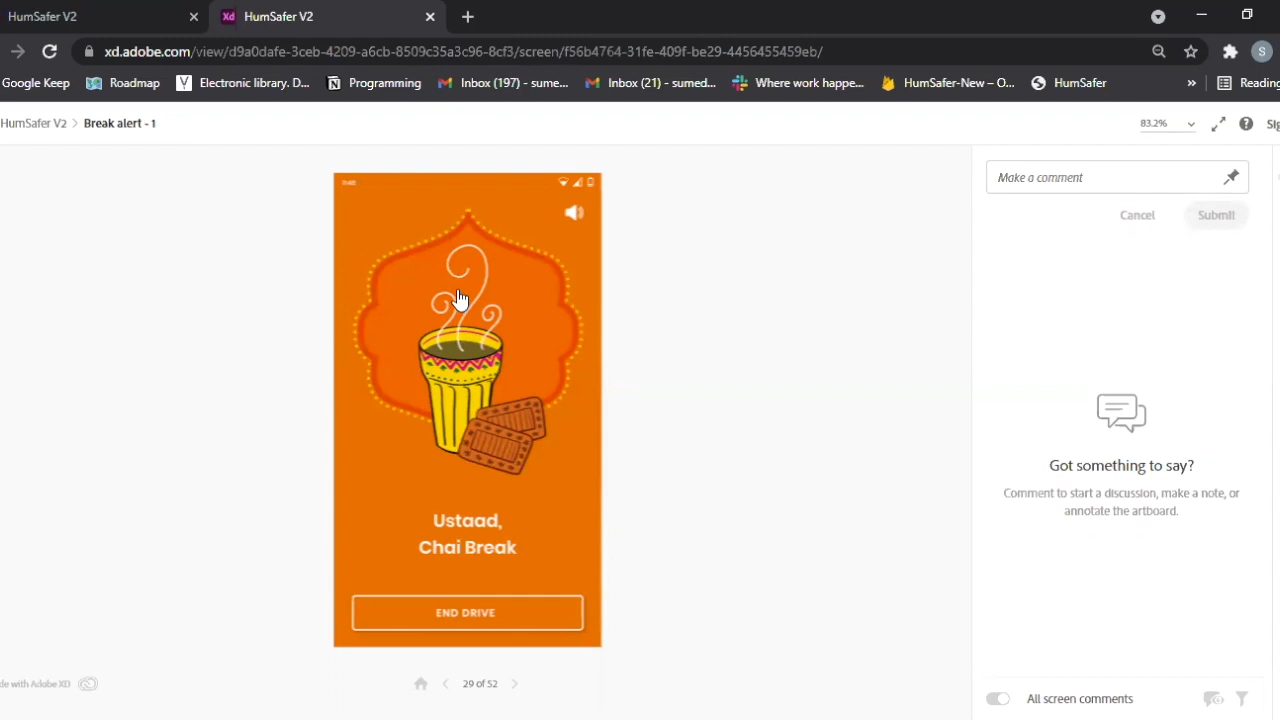 HumSafer V2
Xd HumSafer V2
xd.adobe.com/view/d9a0dafe-3ceb-4209-a6cb-8509c35a3c96-8cf3/screen/f56b4764-31fe-409f-be29-4456455459eb/
S
Google Keep Roadmap Y Electronic library. D... Programming Inbox (197) - sume... Inbox (21) - sumed... Where work happe... HumSafer-New – O... HumSafer » Reading
HumSafer V2 > Break alert - 1
83.2%
Sig
Make a comment
Cancel Submit
Ustaad,
Chai Break
END DRIVE
Got something to say?
Comment to start a discussion, make a note, or
annotate the artboard.
de with Adobe XD
29 of 52
All screen comments